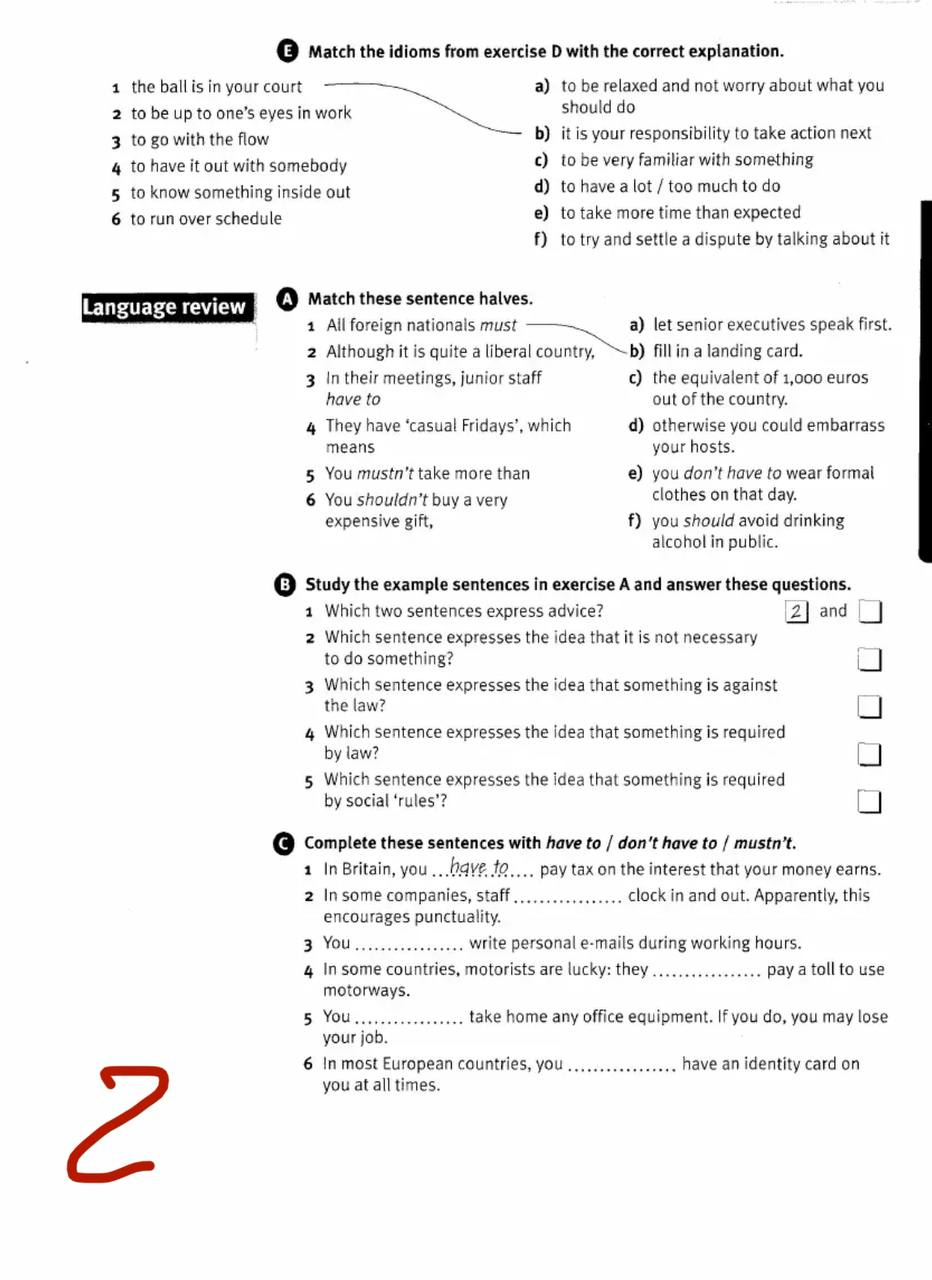 E Match the idioms from exercise D with the correct explanation.
1 the ball is in your court
2 to be up to one's eyes in work
3 to go with the flow
4 to have it out with somebody
5 to know something inside out
6 to run over schedule
a) to be relaxed and not worry about what you
should do
b) it is your responsibility to take action next
c) to be very familiar with something
d) to have a lot / too much to do
e) to take more time than expected
f) to try and settle a dispute by talking about it
Language review
A Match these sentence halves.
1 All foreign nationals must
2 Although it is quite a liberal country,
3 In their meetings, junior staff
have to
4 They have ‘casual Fridays’, which
means
5 You mustn't take more than
6 You shouldn't buy a very
expensive gift,
a) let senior executives speak first.
b) fill in a landing card.
c) the equivalent of 1,000 euros
out of the country.
d) otherwise you could embarrass
your hosts.
e) you don't have to wear formal
clothes on that day.
f) you should avoid drinking
alcohol in public.
B Study the example sentences in exercise A and answer these questions.
1 Which two sentences express advice? 2 and
2 Which sentence expresses the idea that it is not necessary
to do something?
3 Which sentence expresses the idea that something is against
the law?
4 Which sentence expresses the idea that something is required
by law?
5 Which sentence expresses the idea that something is required
by social ‘rules’?
C Complete these sentences with have to / don't have to / mustn't.
1 In Britain, you ...have to.... pay tax on the interest that your money earns.
2 In some companies, staff ................. clock in and out. Apparently, this
encourages punctuality.
3 You ................. write personal e-mails during working hours.
4 In some countries, motorists are lucky: they ................. pay a toll to use
motorways.
5 You ................. take home any office equipment. If you do, you may lose
your job.
6 In most European countries, you ................. have an identity card on
you at all times.
2